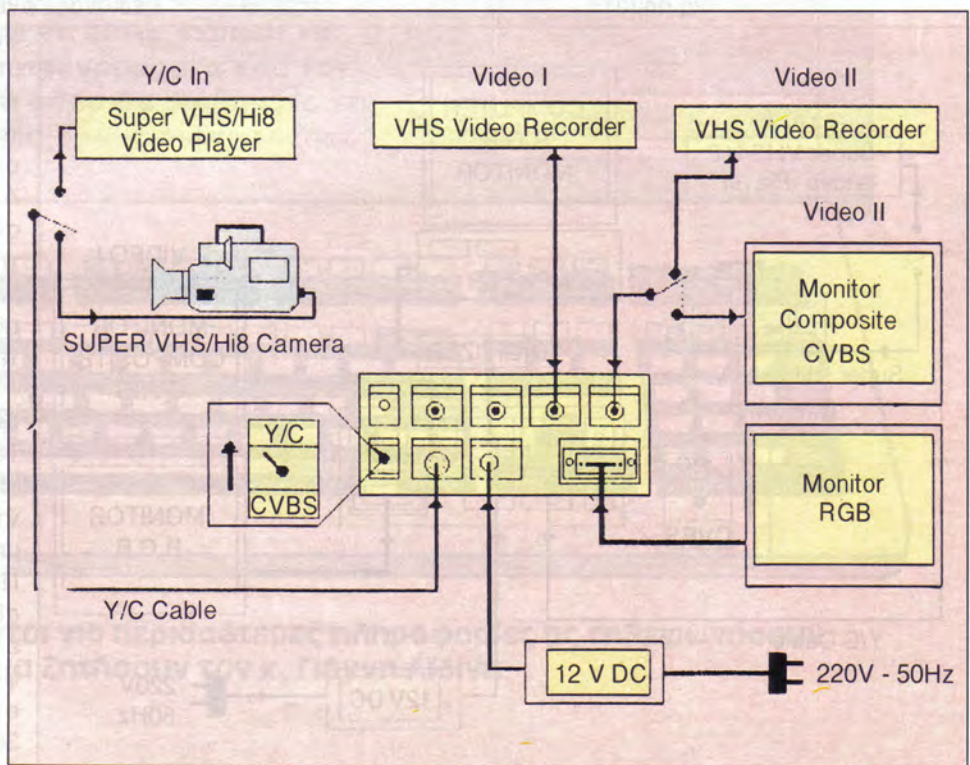 Y/C In
Video I
Video II
Super VHS/Hi8
Video Player
VHS Video Recorder
VHS Video Recorder
Video II
Monitor
Composite
CVBS
SUPER VHS/Hi8 Camera
Y/C
CVBS
Monitor
RGB
Y/C Cable
12 V DC
220V - 50Hz